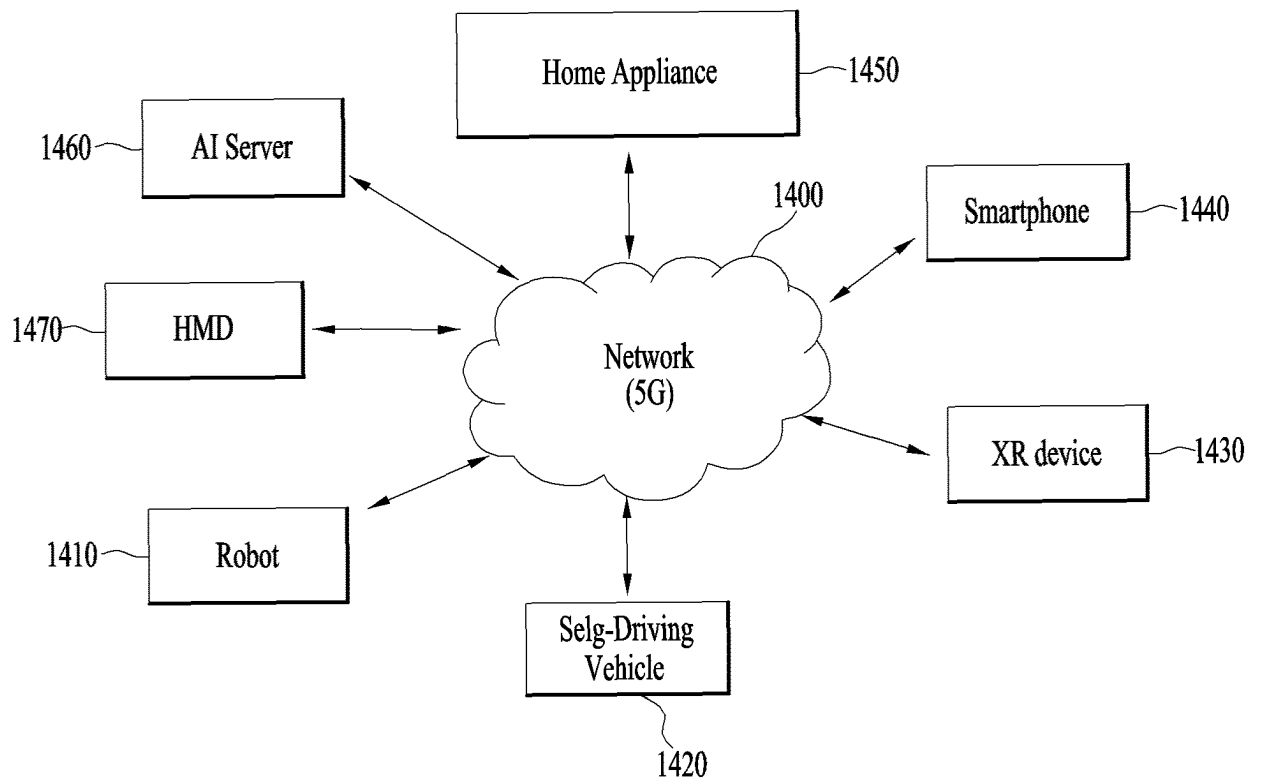 Home Appliance
1450
AI Server
1460
1400
Smartphone
1440
HMD
1470
Network
(5G)
XR device
1430
Robot
1410
Selg-Driving
Vehicle
1420